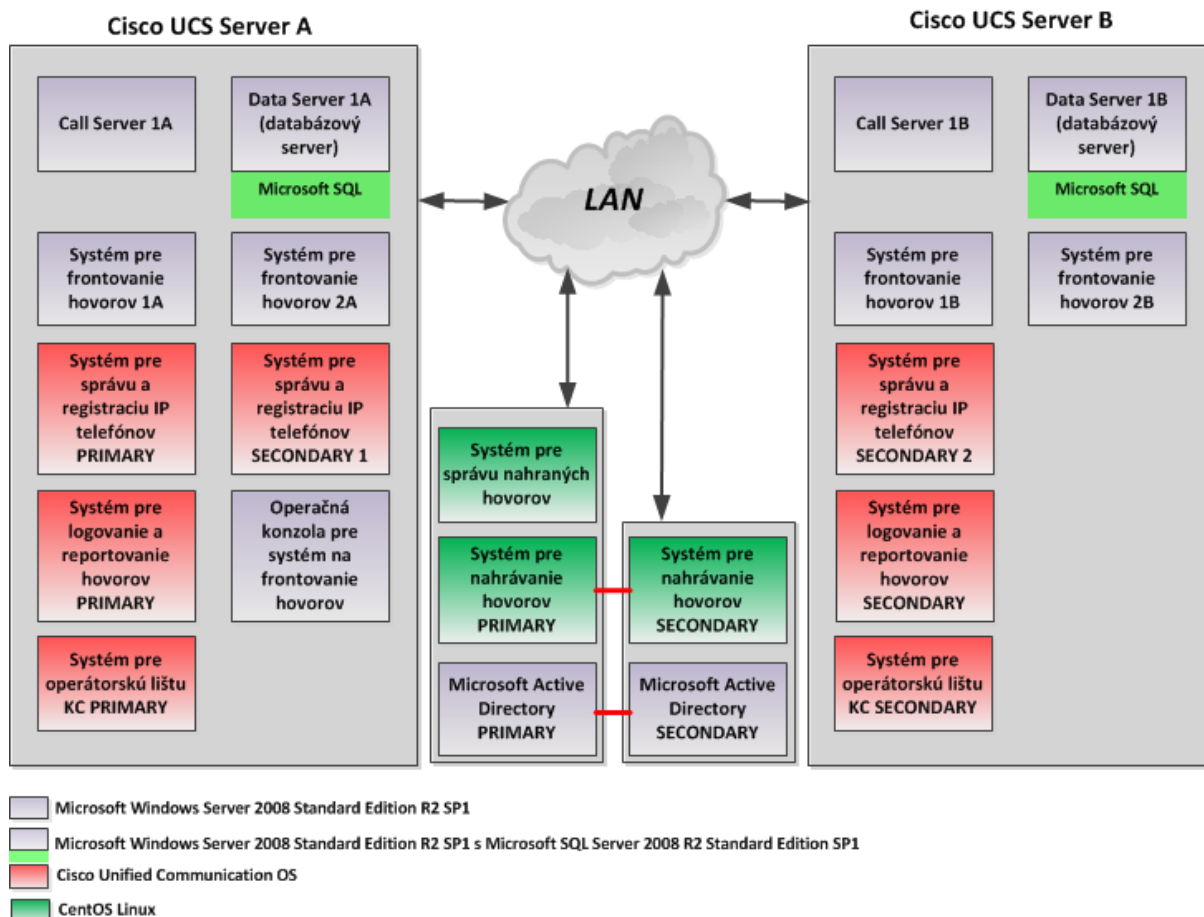 Cisco UCS Server A
Call Server 1A
Data Server 1A
(databázový
server)
Microsoft SQL
Systém pre
frontovanie
hovorov 1A
Systém pre
frontovanie
hovorov 2A
Systém pre
správu a
registraciu IP
telefónov
PRIMARY
Systém pre
správu a
registraciu IP
telefónov
SECONDARY 1
Systém pre
logovanie a
reportovanie
hovorov
PRIMARY
Operačná
konzola pre
systém na
frontovanie
hovorov
Systém pre
operátorskú lištu
KC PRIMARY
LAN
Systém pre
správu nahraných
hovorov
Systém pre
nahrávanie
hovorov
PRIMARY
Systém pre
nahrávanie
hovorov
SECONDARY
Microsoft Active
Directory
PRIMARY
Microsoft Active
Directory
SECONDARY
Cisco UCS Server B
Call Server 1B
Data Server 1B
(databázový
server)
Microsoft SQL
Systém pre
frontovanie
hovorov 1B
Systém pre
frontovanie
hovorov 2B
Systém pre
správu a
registraciu IP
telefónov
SECONDARY 2
Systém pre
logovanie a
reportovanie
hovorov
SECONDARY
Systém pre
operátorskú lištu
KC SECONDARY
Microsoft Windows Server 2008 Standard Edition R2 SP1
Microsoft Windows Server 2008 Standard Edition R2 SP1 s Microsoft SQL Server 2008 R2 Standard Edition SP1
Cisco Unified Communication OS
CentOS Linux